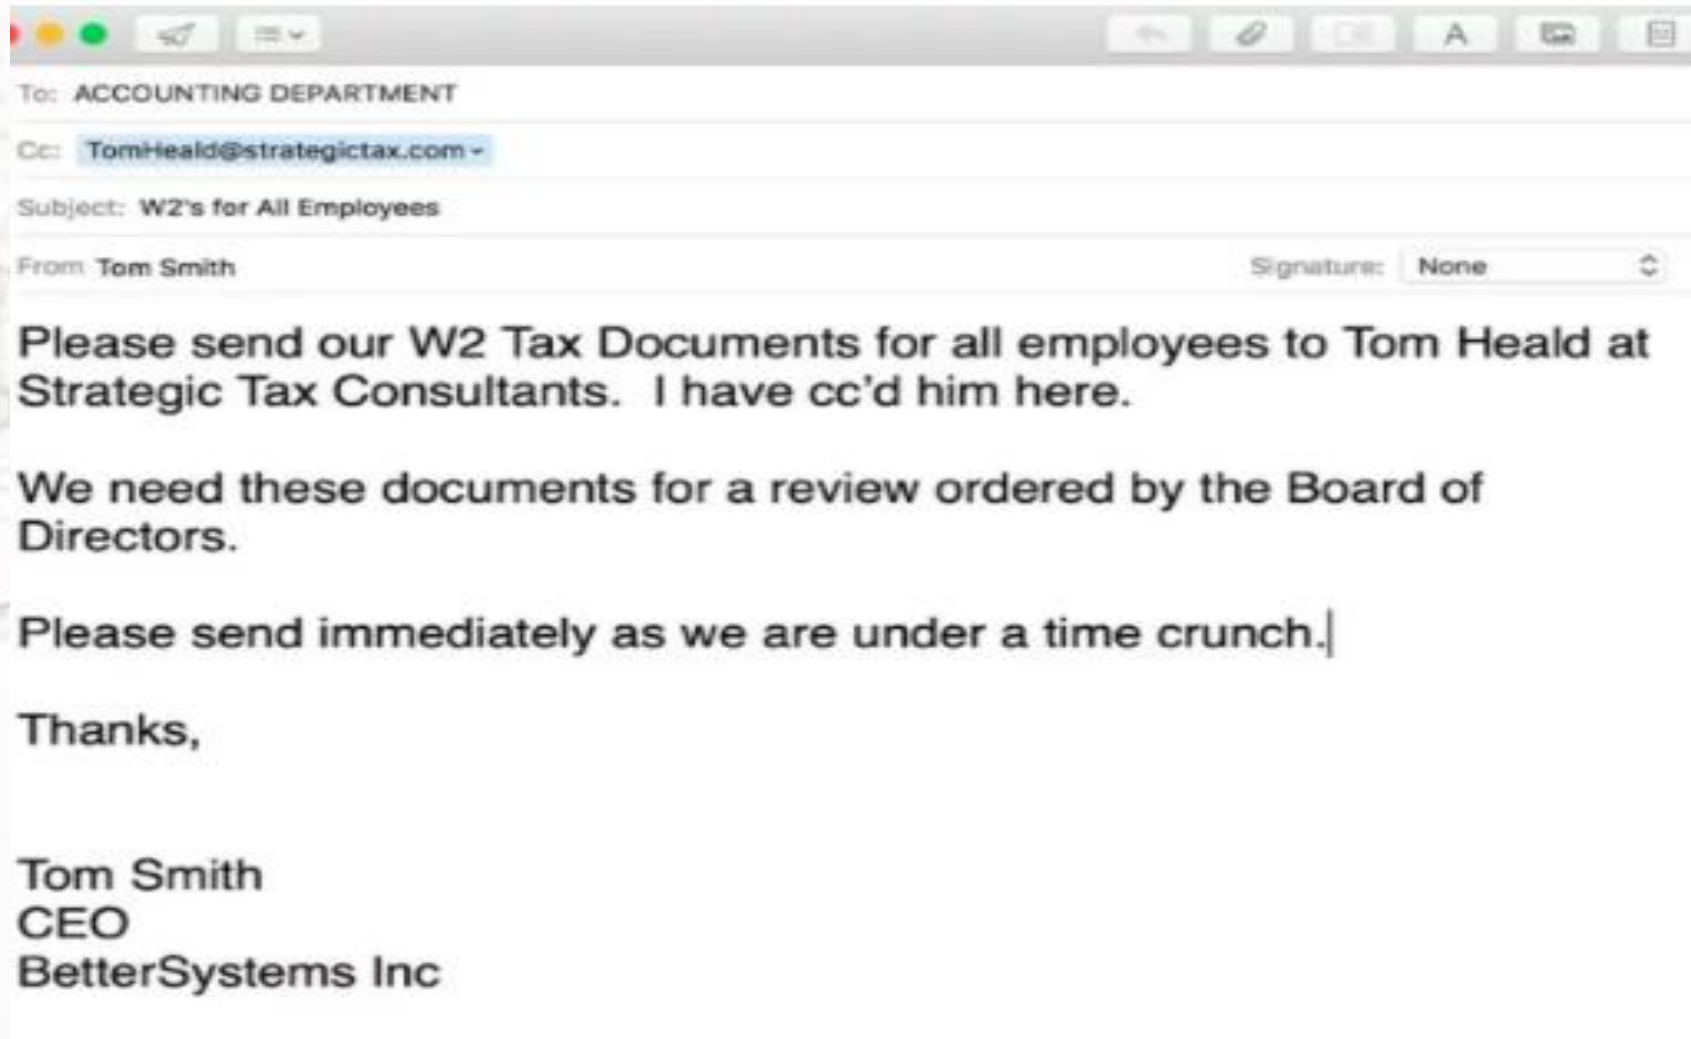 To: ACCOUNTING DEPARTMENT
Cc: TomHeald@strategictax.com
Subject: W2's for All Employees
From Tom Smith Signature: None
Please send our W2 Tax Documents for all employees to Tom Heald at
Strategic Tax Consultants.  I have cc'd him here.
We need these documents for a review ordered by the Board of
Directors.
Please send immediately as we are under a time crunch.
Thanks,
Tom Smith
CEO
BetterSystems Inc